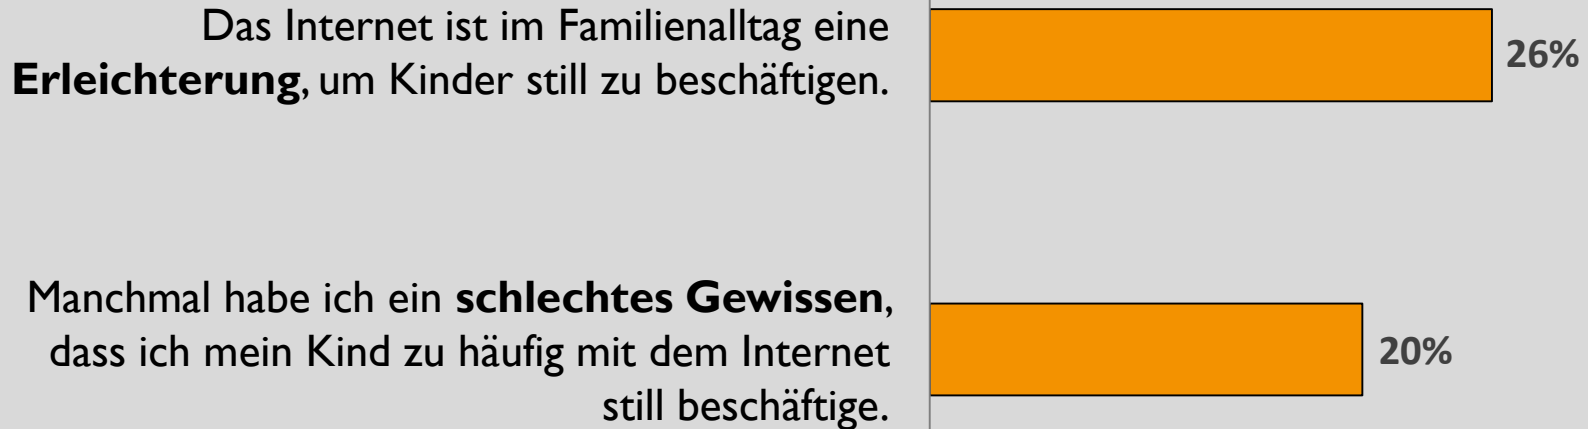 Das Internet ist im Familienalltag eine
Erleichterung, um Kinder still zu beschäftigen.
26%
Manchmal habe ich ein schlechtes Gewissen,
dass ich mein Kind zu häufig mit dem Internet
still beschäftige.
20%